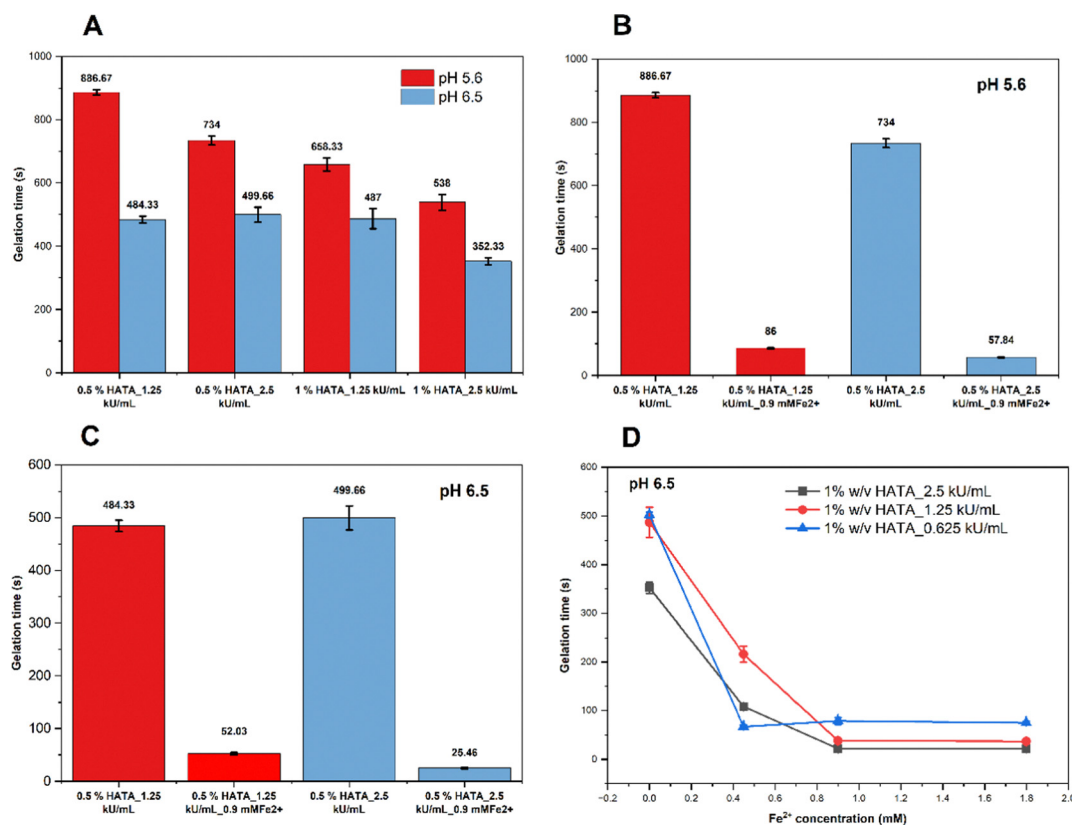 A
1000
800
600
400
200
0
Gelation time (s)
pH 5.6
pH 6.5
886.67
484.33
734
499.66
658.33
487
538
352.33
0.5 % HATA_1.25
kU/mL
0.5 % HATA_2.5
kU/mL
1 % HATA_1.25 kU/mL
1 % HATA_2.5 kU/mL
B
1000
800
600
400
200
0
Gelation time (s)
pH 5.6
886.67
86
734
57.84
0.5 % HATA_1.25
kU/mL
0.5 % HATA_1.25
kU/mL_0.9 mMFe2+
0.5 % HATA_2.5
kU/mL
0.5 % HATA_2.5
kU/mL_0.9 mMFe2+
C
600
500
400
300
200
100
0
Gelation time (s)
pH 6.5
484.33
52.03
499.66
25.46
0.5 % HATA_1.25
kU/mL
0.5 % HATA_1.25
kU/mL_0.9 mMFe2+
0.5 % HATA_2.5
kU/mL
0.5 % HATA_2.5
kU/mL_0.9 mMFe2+
D
600
500
400
300
200
100
0
Gelation time (s)
pH 6.5
1% w/v HATA_2.5 kU/mL
1% w/v HATA_1.25 kU/mL
1% w/v HATA_0.625 kU/mL
−0.2 0.0 0.2 0.4 0.6 0.8 1.0 1.2 1.4 1.6 1.8 2.0
Fe²⁺ concentration (mM)